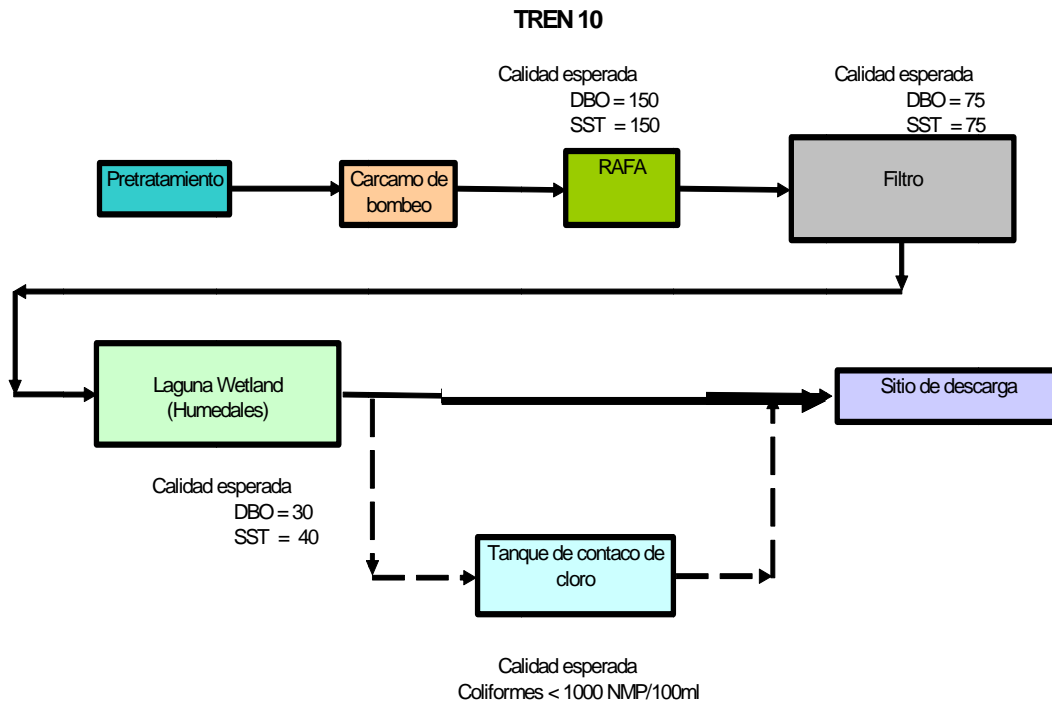 TREN 10
Calidad esperada
DBO = 150
SST = 150
Calidad esperada
DBO = 75
SST = 75
Pretratamiento
Carcamo de
bombeo
RAFA
Filtro
Laguna Wetland
(Humedales)
Sitio de descarga
Calidad esperada
DBO = 30
SST = 40
Tanque de contaco de
cloro
Calidad esperada
Coliformes < 1000 NMP/100ml